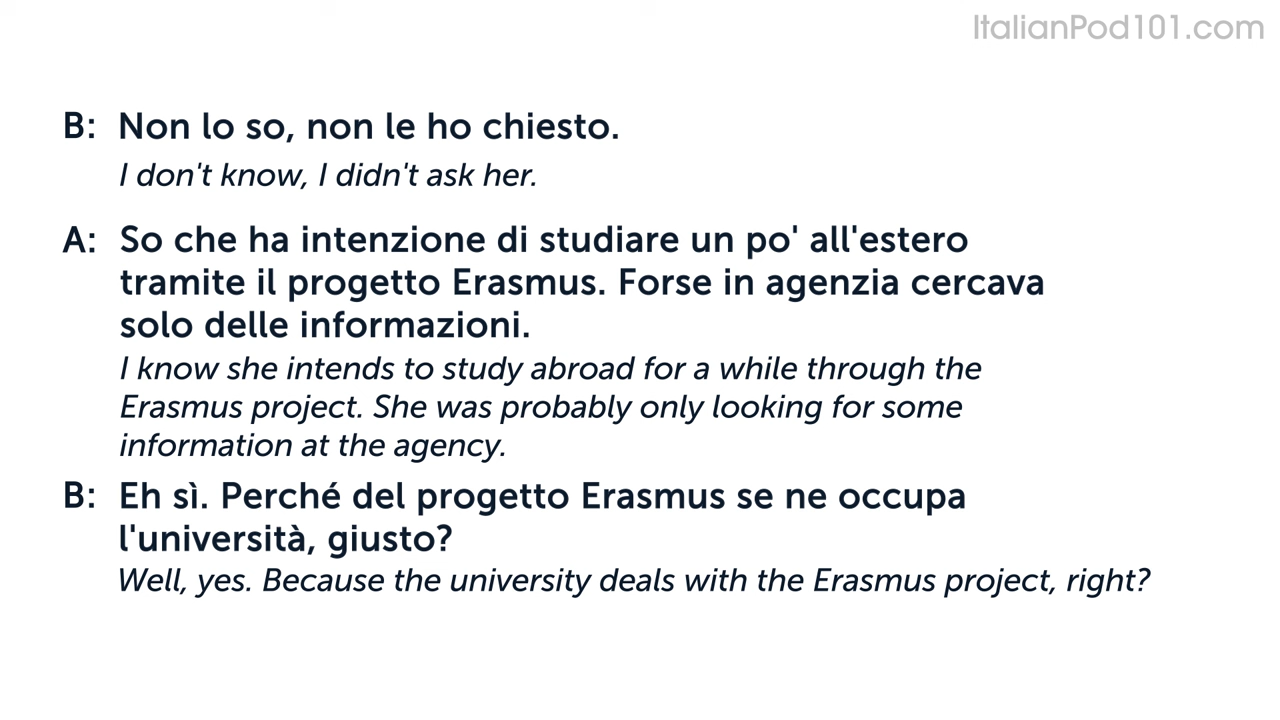 ItalianPod101.com
B: Non lo so, non le ho chiesto.
I don't know, I didn't ask her.
A: So che ha intenzione di studiare un po' all'estero
tramite il progetto Erasmus. Forse in agenzia cercava
solo delle informazioni.
I know she intends to study abroad for a while through the
Erasmus project. She was probably only looking for some
information at the agency.
B: Eh sì. Perché del progetto Erasmus se ne occupa
l'università, giusto?
Well, yes. Because the university deals with the Erasmus project, right?